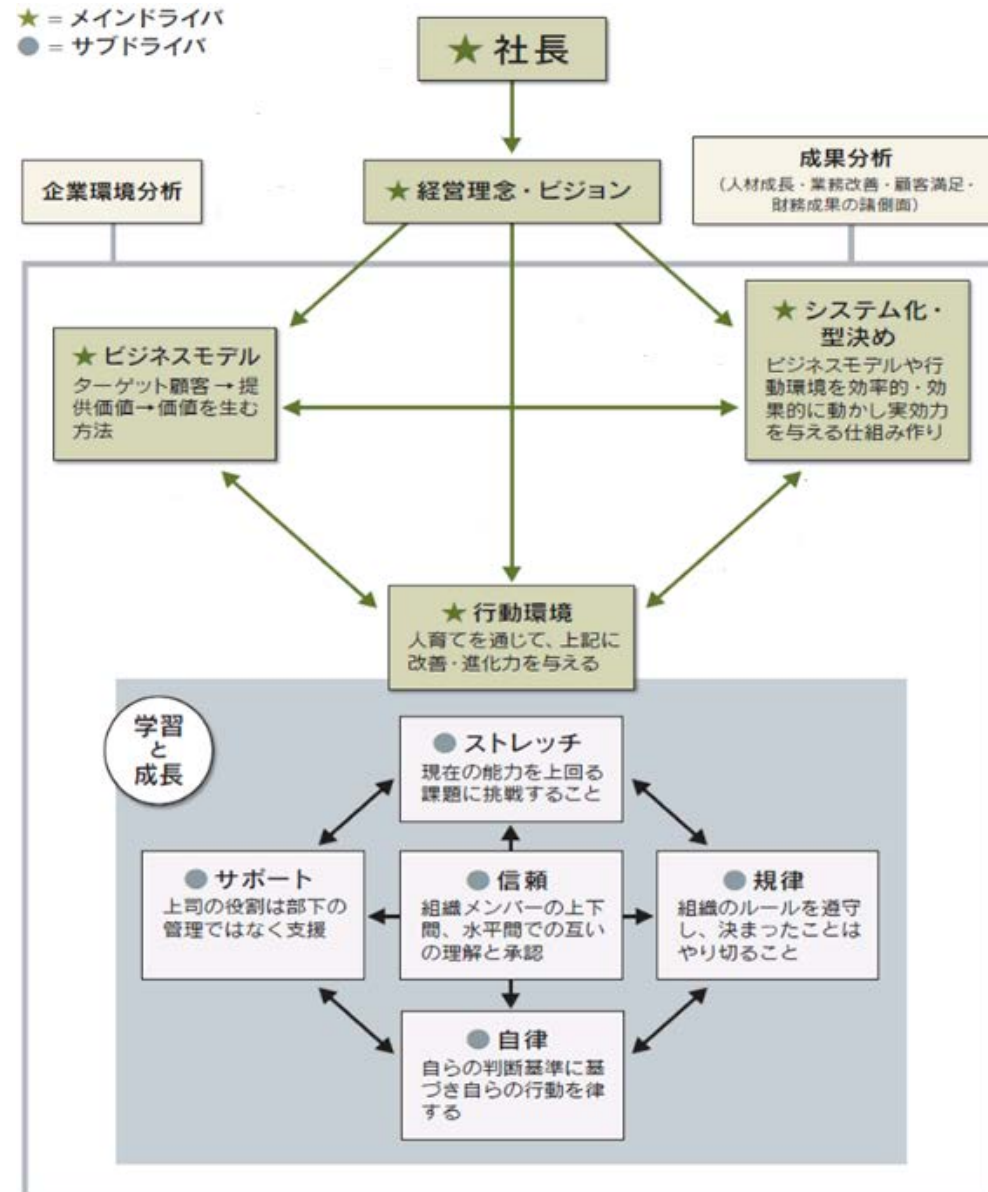 ★ = メインドライバ
● = サブドライバ
★ 社長
企業環境分析
★ 経営理念・ビジョン
成果分析
(人材成長・業務改善・顧客満足・
財務成果の諸側面)
★ ビジネスモデル
ターゲット顧客 → 提
供価値→価値を生む
方法
★ システム化・
型決め
ビジネスモデルや行
動環境を効率的・効
果的に動かし実効力
を与える仕組み作り
★ 行動環境
人育てを通じて、上記に
改善・進化力を与える
学習
と
成長
● ストレッチ
現在の能力を上回る
課題に挑戦すること
● サポート
上司の役割は部下の
管理ではなく支援
● 信頼
組織メンバーの上下
間、水平間での互い
の理解と承認
● 規律
組織のルールを遵守
し、決まったことは
やり切ること
● 自律
自らの判断基準に基
づき自らの行動を律
する